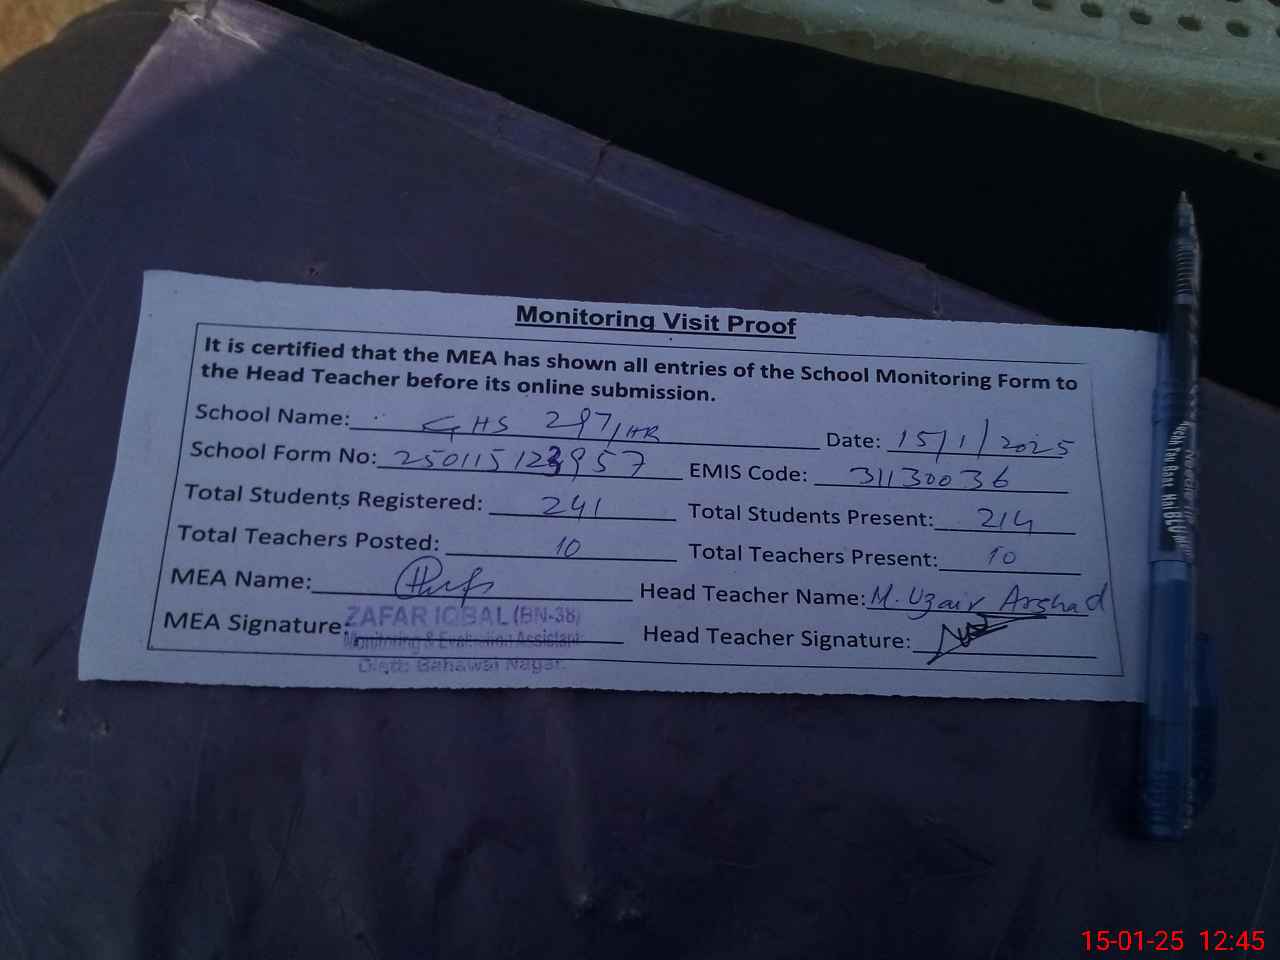 Monitoring Visit Proof
It is certified that the MEA has shown all entries of the School Monitoring Form to
the Head Teacher before its online submission.
School Name: GHS 297/HR Date: 15/1/2025
School Form No: 250115123957 EMIS Code: 31130036
Total Students Registered: 241 Total Students Present: 214
Total Teachers Posted: 10 Total Teachers Present: 10
MEA Name: Head Teacher Name: M. Uzair Arshad
MEA Signature: Head Teacher Signature:
ZAFAR IQBAL (BN-38)
Monitoring & Evaluation Assistant
Distt: Bahawal Nagar.
15-01-25 12:45